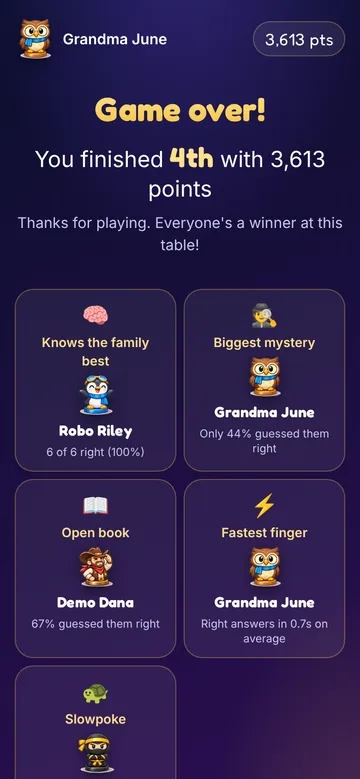 Grandma June
3,613 pts
Game over!
You finished 4th with 3,613
points
Thanks for playing. Everyone's a winner at this
table!
Knows the family
best
Robo Riley
6 of 6 right (100%)
Biggest mystery
Grandma June
Only 44% guessed them
right
Open book
Demo Dana
67% guessed them right
Fastest finger
Grandma June
Right answers in 0.7s on
average
Slowpoke